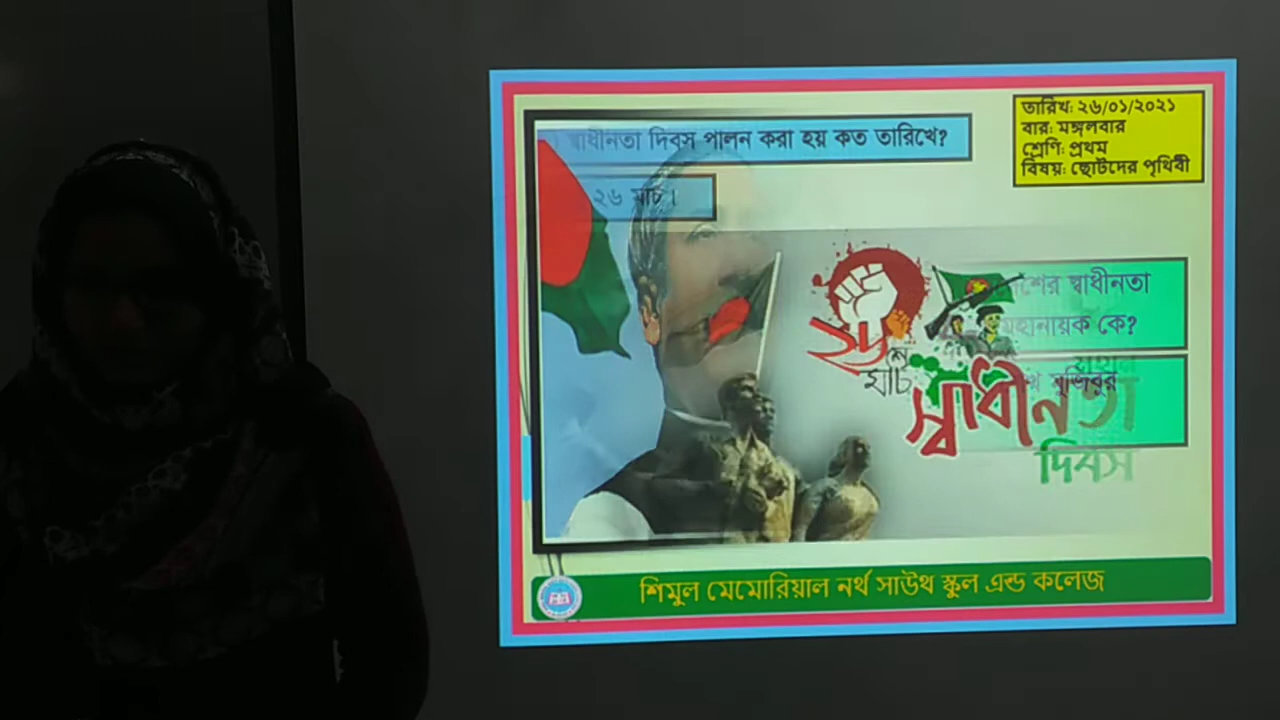 স্বাধীনতা দিবস পালন করা হয় কত তারিখে?
২৬ মার্চ।
তারিখ: ২৬/০১/২০২১
বার: মঙ্গলবার
শ্রেণি: প্রথম
বিষয়: ছোটদের পৃথিবী
স্বাধীনতা
মহানায়ক কে?
মুজিবুর
২৬শে
মার্চ
স্বাধীনতা
দিবস
শিমুল মেমোরিয়াল নর্থ সাউথ স্কুল এন্ড কলেজ